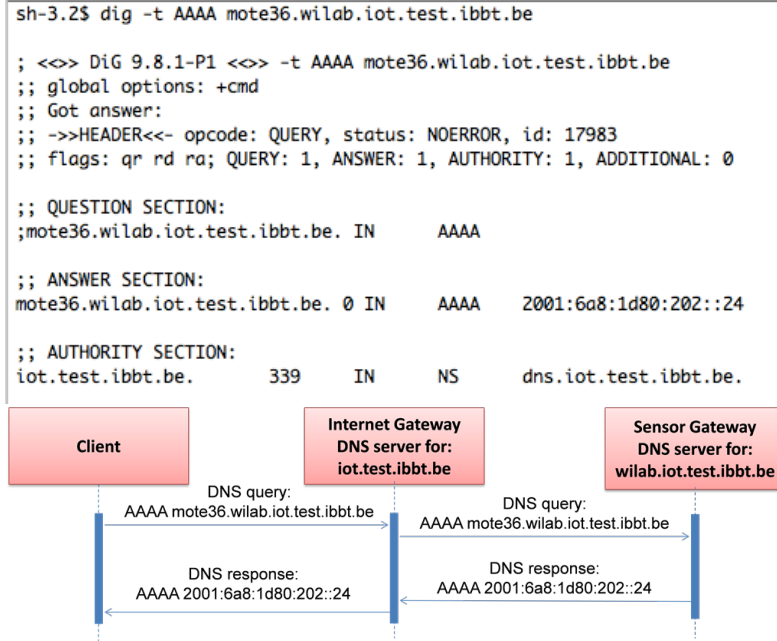 sh-3.2$ dig -t AAAA mote36.wilab.iot.test.ibbt.be
; <<>> DiG 9.8.1-P1 <<>> -t AAAA mote36.wilab.iot.test.ibbt.be
;; global options: +cmd
;; Got answer:
;; ->>HEADER<<- opcode: QUERY, status: NOERROR, id: 17983
;; flags: qr rd ra; QUERY: 1, ANSWER: 1, AUTHORITY: 1, ADDITIONAL: 0
;; QUESTION SECTION:
;mote36.wilab.iot.test.ibbt.be. IN AAAA
;; ANSWER SECTION:
mote36.wilab.iot.test.ibbt.be. 0 IN AAAA 2001:6a8:1d80:202::24
;; AUTHORITY SECTION:
iot.test.ibbt.be. 339 IN NS dns.iot.test.ibbt.be.
Client
Internet Gateway
DNS server for:
iot.test.ibbt.be
Sensor Gateway
DNS server for:
wilab.iot.test.ibbt.be
DNS query:
AAAA mote36.wilab.iot.test.ibbt.be
DNS query:
AAAA mote36.wilab.iot.test.ibbt.be
DNS response:
AAAA 2001:6a8:1d80:202::24
DNS response:
AAAA 2001:6a8:1d80:202::24